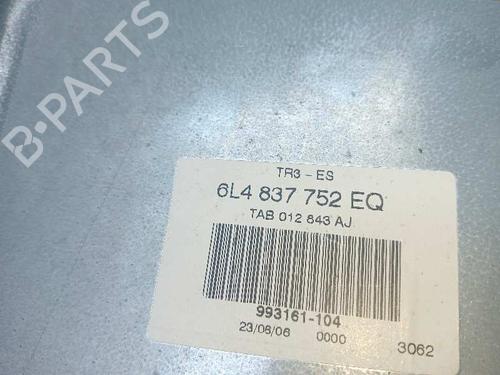 B-PARTS
TR3 - ES
6L4 837 752 EQ
TAB 012 843 AJ
993161-104
23/06/06 0000 3062